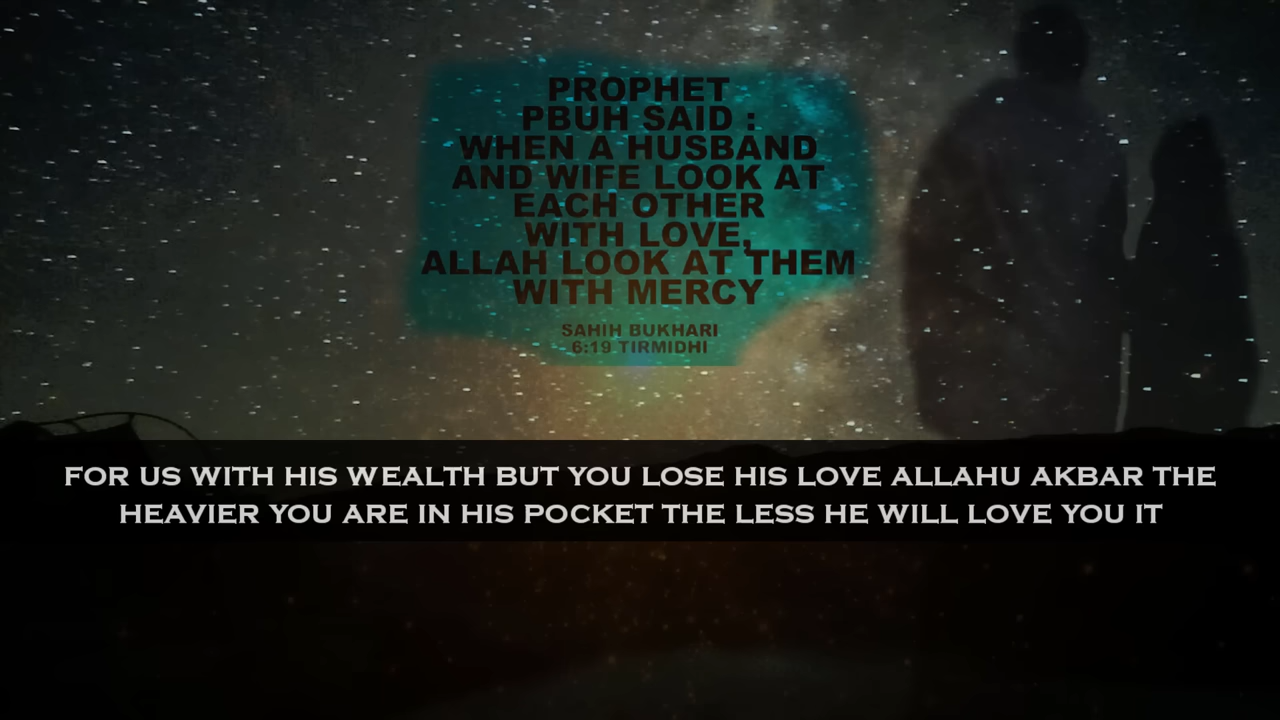 PROPHET
PBUH SAID :
WHEN A HUSBAND
AND WIFE LOOK AT
EACH OTHER
WITH LOVE,
ALLAH LOOK AT THEM
WITH MERCY
SAHIH BUKHARI
6:19 TIRMIDHI
FOR US WITH HIS WEALTH BUT YOU LOSE HIS LOVE ALLAHU AKBAR THE
HEAVIER YOU ARE IN HIS POCKET THE LESS HE WILL LOVE YOU IT